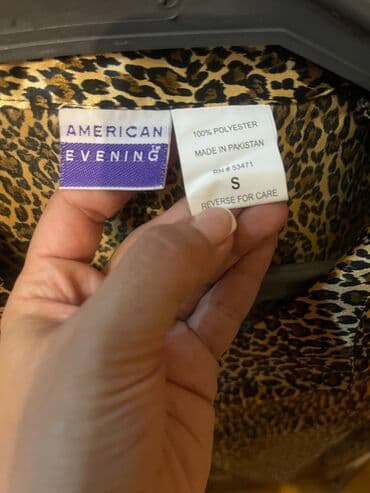 AMERICAN
EVENING
100% POLYESTER
MADE IN PAKISTAN
RN # 53471
S
REVERSE FOR CARE